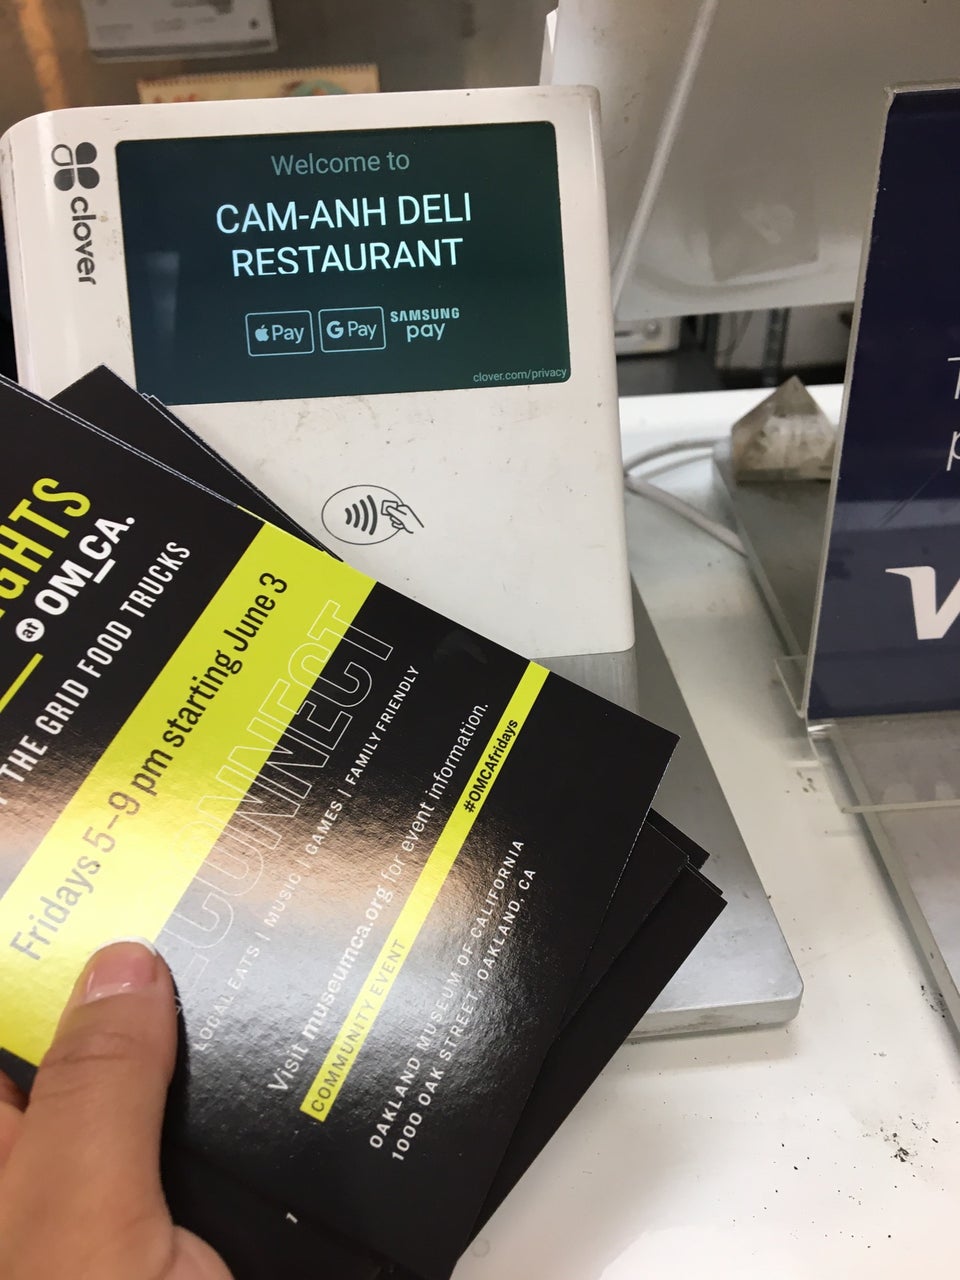 clover
Welcome to
CAM-ANH DELI
RESTAURANT
Pay
G Pay
SAMSUNG
pay
clover.com/privacy
at OMCA.
THE GRID FOOD TRUCKS
Fridays 5–9 pm starting June 3
CONNECT
LOCAL EATS | MUSIC | GAMES | FAMILY FRIENDLY
Visit museumca.org for event information.
COMMUNITY EVENT
#OMCAfridays
OAKLAND MUSEUM OF CALIFORNIA
1000 OAK STREET, OAKLAND, CA